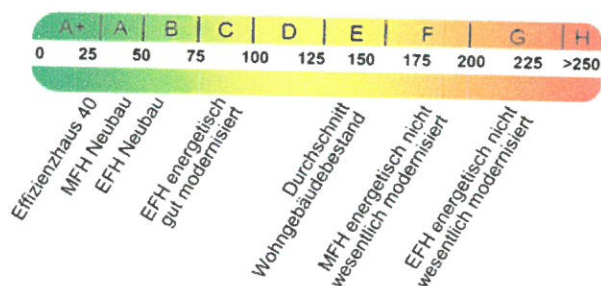 A+ A B C D E F G H
0 25 50 75 100 125 150 175 200 225 >250
Effizienzhaus 40
MFH Neubau
EFH Neubau
EFH energetisch
gut modernisiert
Durchschnitt
Wohngebäudebestand
MFH energetisch nicht
wesentlich modernisiert
EFH energetisch nicht
wesentlich modernisiert